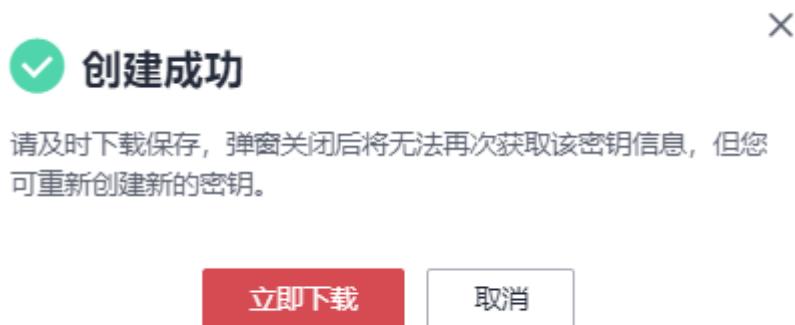 创建成功
请及时下载保存，弹窗关闭后将无法再次获取该密钥信息，但您
可重新创建新的密钥。
立即下载
取消